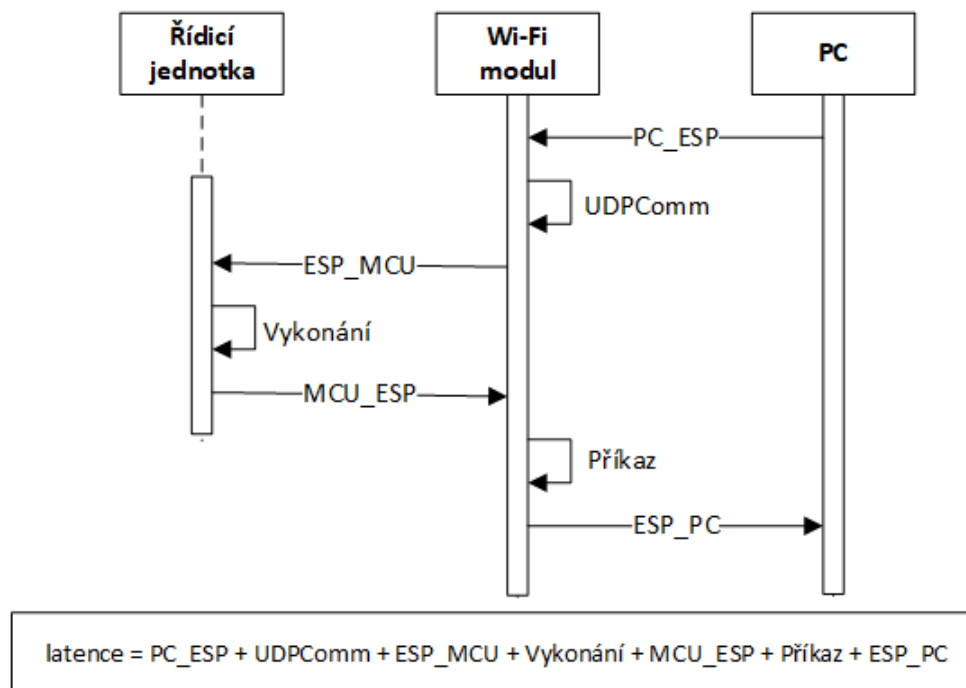 Řídicí
jednotka
Wi-Fi
modul
PC
PC_ESP
UDPComm
ESP_MCU
Vykonání
MCU_ESP
Příkaz
ESP_PC
latence = PC_ESP + UDPComm + ESP_MCU + Vykonání + MCU_ESP + Příkaz + ESP_PC